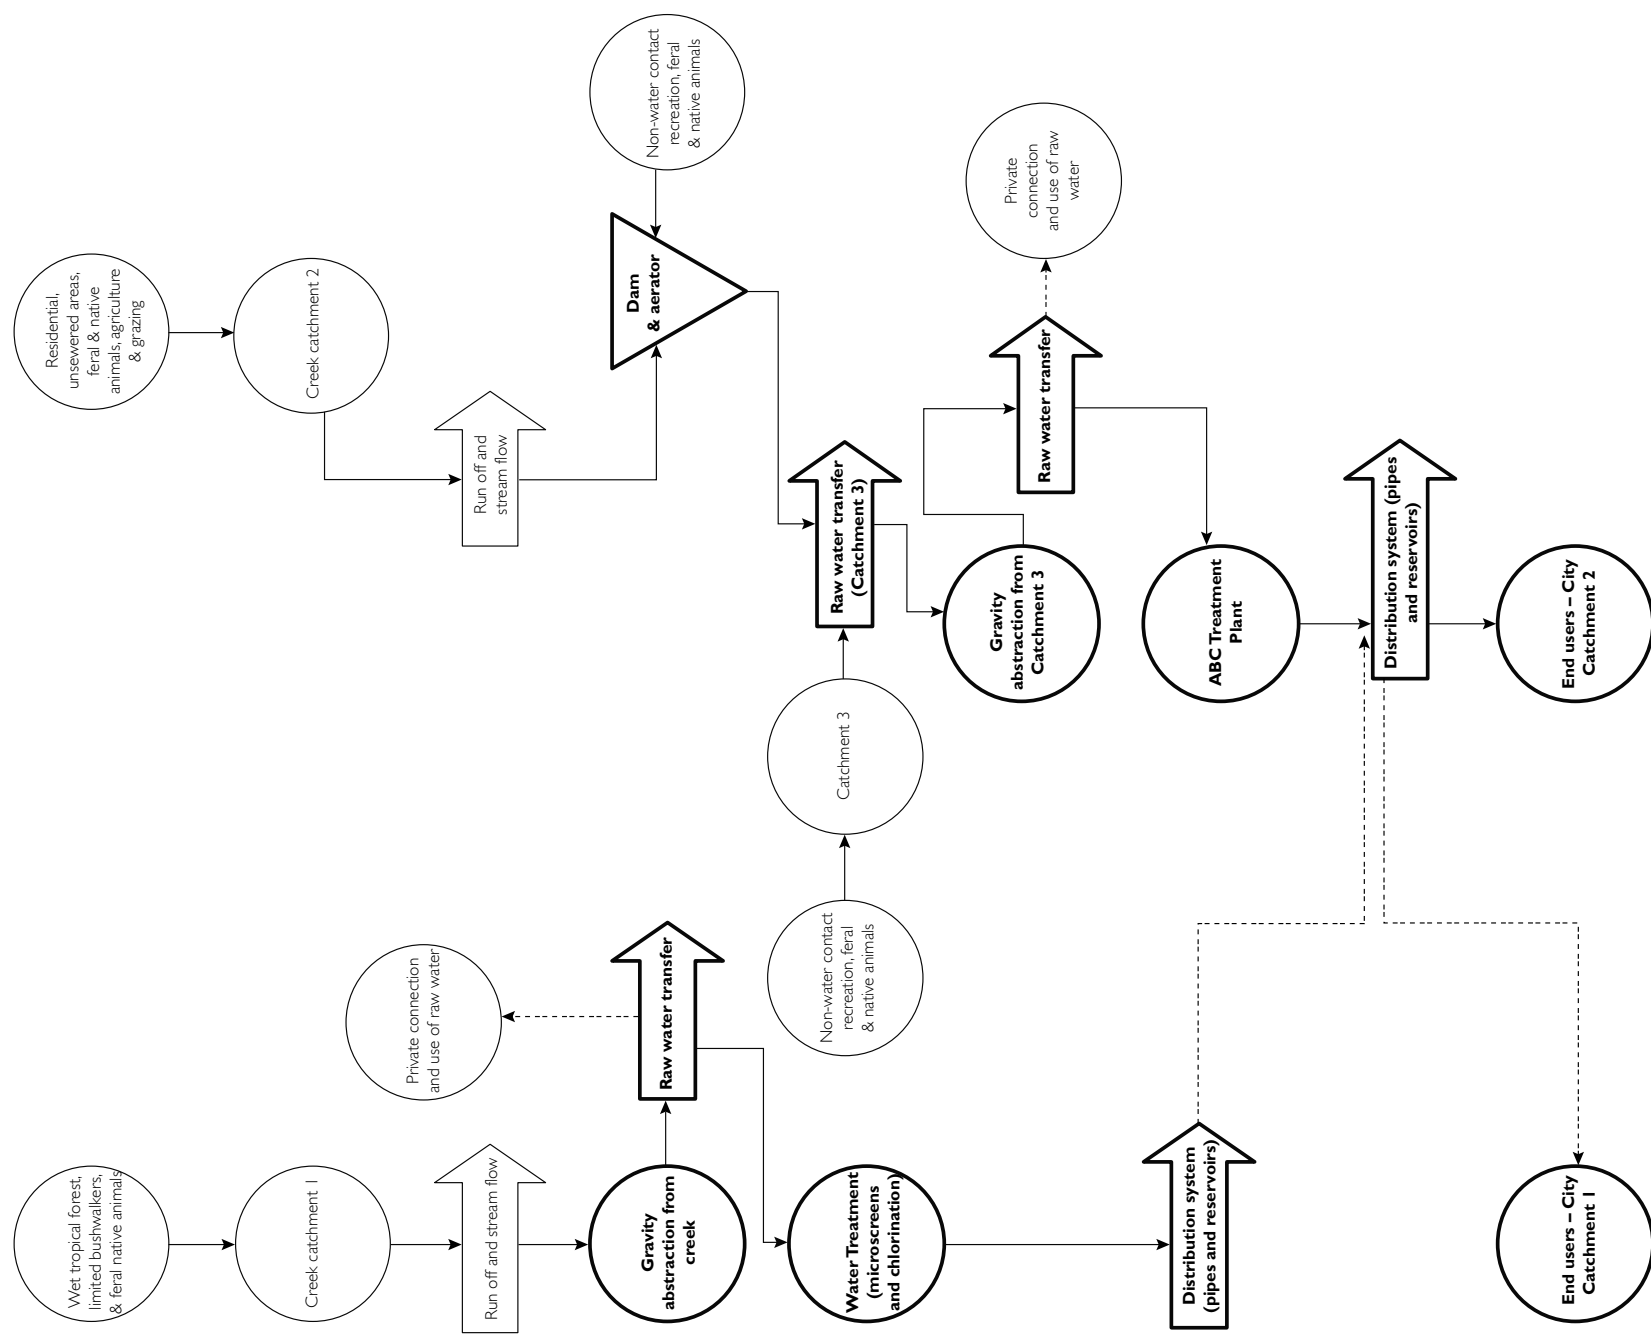 Wet tropical forest,
limited bushwalkers,
& feral native animals
Creek catchment 1
Run off and stream flow
Gravity
abstraction from
creek
Private connection
and use of raw water
Raw water transfer
Water Treatment
(microscreens
and chlorination)
Distribution system
(pipes and reservoirs)
End users – City
Catchment 1
Non-water contact
recreation, feral
& native animals
Catchment 3
Residential,
unsewered areas,
feral & native
animals, agriculture
& grazing
Creek catchment 2
Run off and
stream flow
Non-water contact
recreation, feral
& native animals
Dam
& aerator
Raw water transfer
(Catchment 3)
Gravity
abstraction from
Catchment 3
Raw water transfer
Private
connection
and use of raw
water
ABC Treatment
Plant
Distribution system (pipes
and reservoirs)
End users – City
Catchment 2